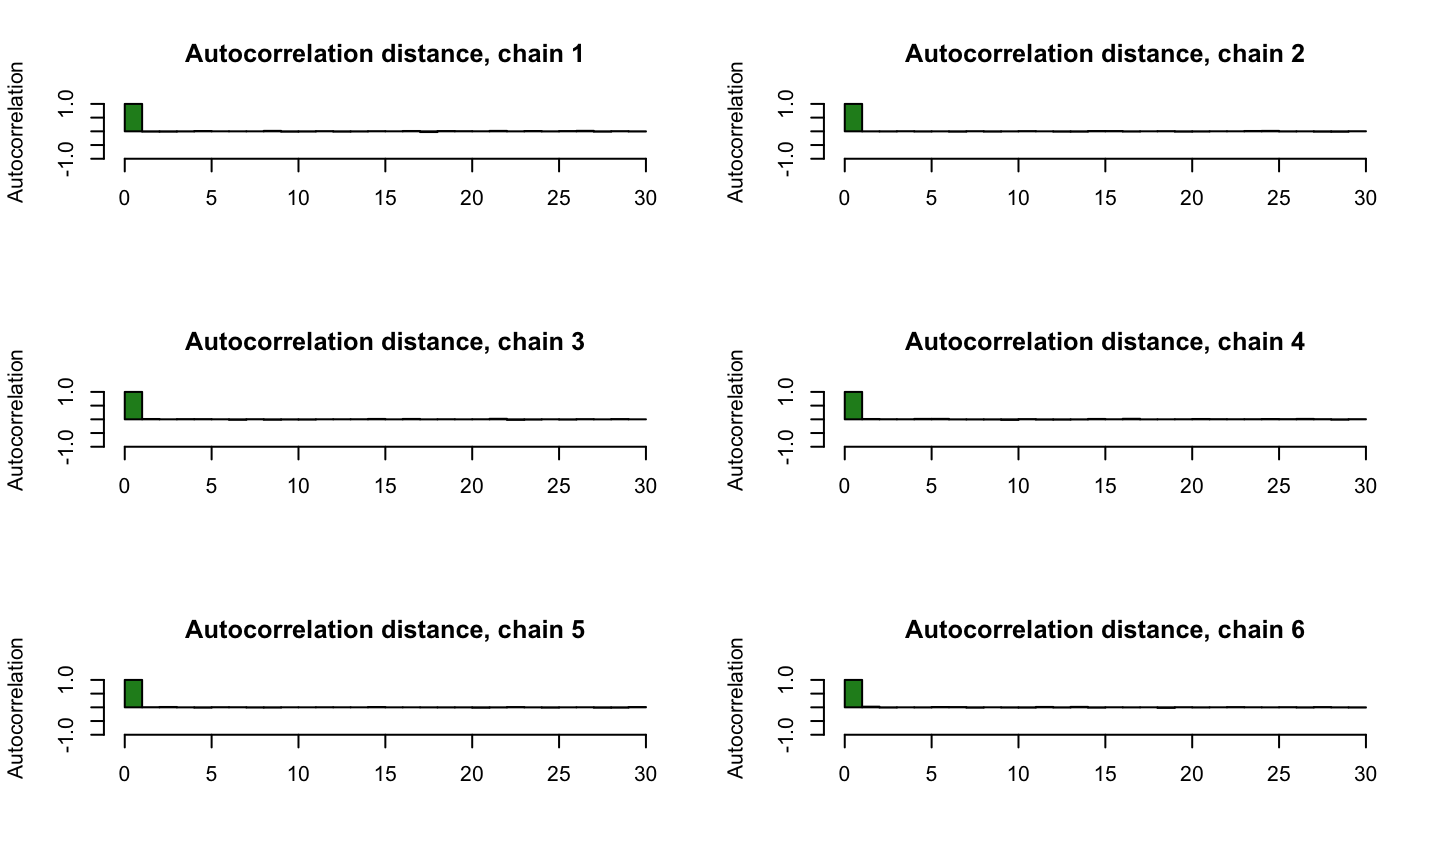 Autocorrelation distance, chain 1
Autocorrelation
1.0
-1.0
0 5 10 15 20 25 30
Autocorrelation distance, chain 2
Autocorrelation
1.0
-1.0
0 5 10 15 20 25 30
Autocorrelation distance, chain 3
Autocorrelation
1.0
-1.0
0 5 10 15 20 25 30
Autocorrelation distance, chain 4
Autocorrelation
1.0
-1.0
0 5 10 15 20 25 30
Autocorrelation distance, chain 5
Autocorrelation
1.0
-1.0
0 5 10 15 20 25 30
Autocorrelation distance, chain 6
Autocorrelation
1.0
-1.0
0 5 10 15 20 25 30